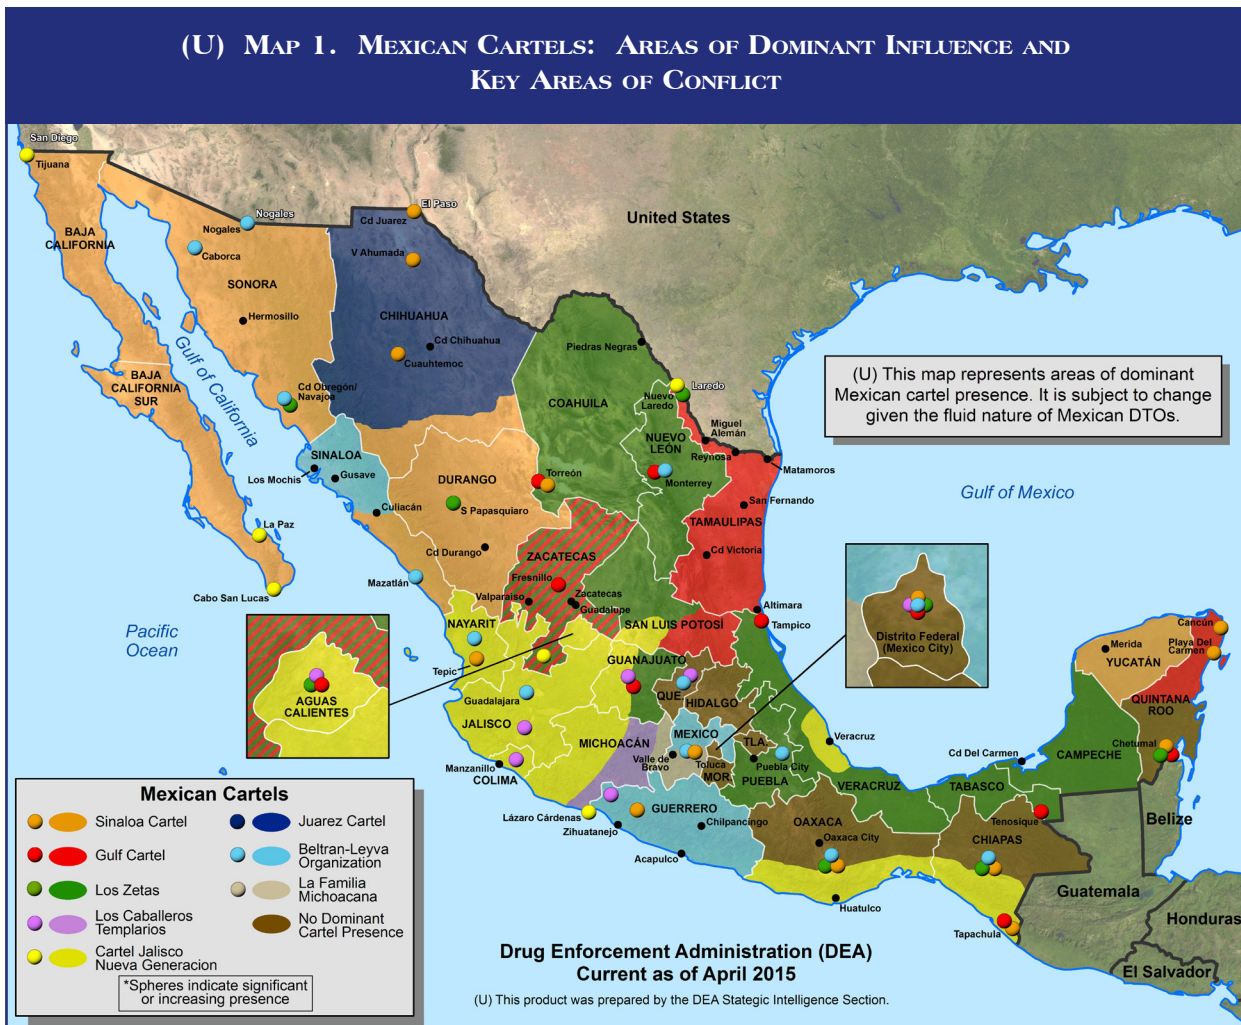 (U) Map 1. Mexican Cartels: Areas of Dominant Influence and
Key Areas of Conflict
San Diego
Tijuana
BAJA
CALIFORNIA
Nogales
Nogales
Caborca
SONORA
Hermosillo
El Paso
Cd Juarez
V Ahumada
CHIHUAHUA
Cd Chihuahua
Cuauhtemoc
United States
Gulf of California
BAJA
CALIFORNIA
SUR
Cd Obregón/
Navajoa
Piedras Negras
COAHUILA
Laredo
Nuevo
Laredo
NUEVO
LEÓN
Miguel
Alemán
Reynosa
Matamoros
Monterrey
(U) This map represents areas of dominant
Mexican cartel presence. It is subject to change
given the fluid nature of Mexican DTOs.
Gulf of Mexico
SINALOA
Los Mochis
Gusave
Culiacán
DURANGO
S Papasquiaro
Torreón
Cd Durango
San Fernando
TAMAULIPAS
Cd Victoria
La Paz
Cabo San Lucas
Mazatlán
ZACATECAS
Fresnillo
Valparaiso
Zacatecas
Guadalupe
Altimara
Tampico
SAN LUIS POTOSÍ
Pacific
Ocean
NAYARIT
Tepic
AGUAS
CALIENTES
Guadalajara
JALISCO
Manzanillo
COLIMA
GUANAJUATO
QUE.
HIDALGO
MICHOACÁN
MEXICO
Valle de
Bravo
Toluca
MOR.
TLA.
Puebla City
PUEBLA
Distrito Federal
(Mexico City)
Veracruz
VERACRUZ
Cd Del Carmen
TABASCO
CAMPECHE
Merida
YUCATÁN
Cancún
Playa Del
Carmen
QUINTANA
ROO
Chetumal
Belize
Lázaro Cárdenas
Zihuatanejo
GUERRERO
Chilpancingo
Acapulco
OAXACA
Oaxaca City
Huatulco
Tenosique
CHIAPAS
Tapachula
Guatemala
Honduras
El Salvador
Mexican Cartels
Sinaloa Cartel
Gulf Cartel
Los Zetas
Los Caballeros
Templarios
Cartel Jalisco
Nueva Generacion
Juarez Cartel
Beltran-Leyva
Organization
La Familia
Michoacana
No Dominant
Cartel Presence
*Spheres indicate significant
or increasing presence
Drug Enforcement Administration (DEA)
Current as of April 2015
(U) This product was prepared by the DEA Stategic Intelligence Section.